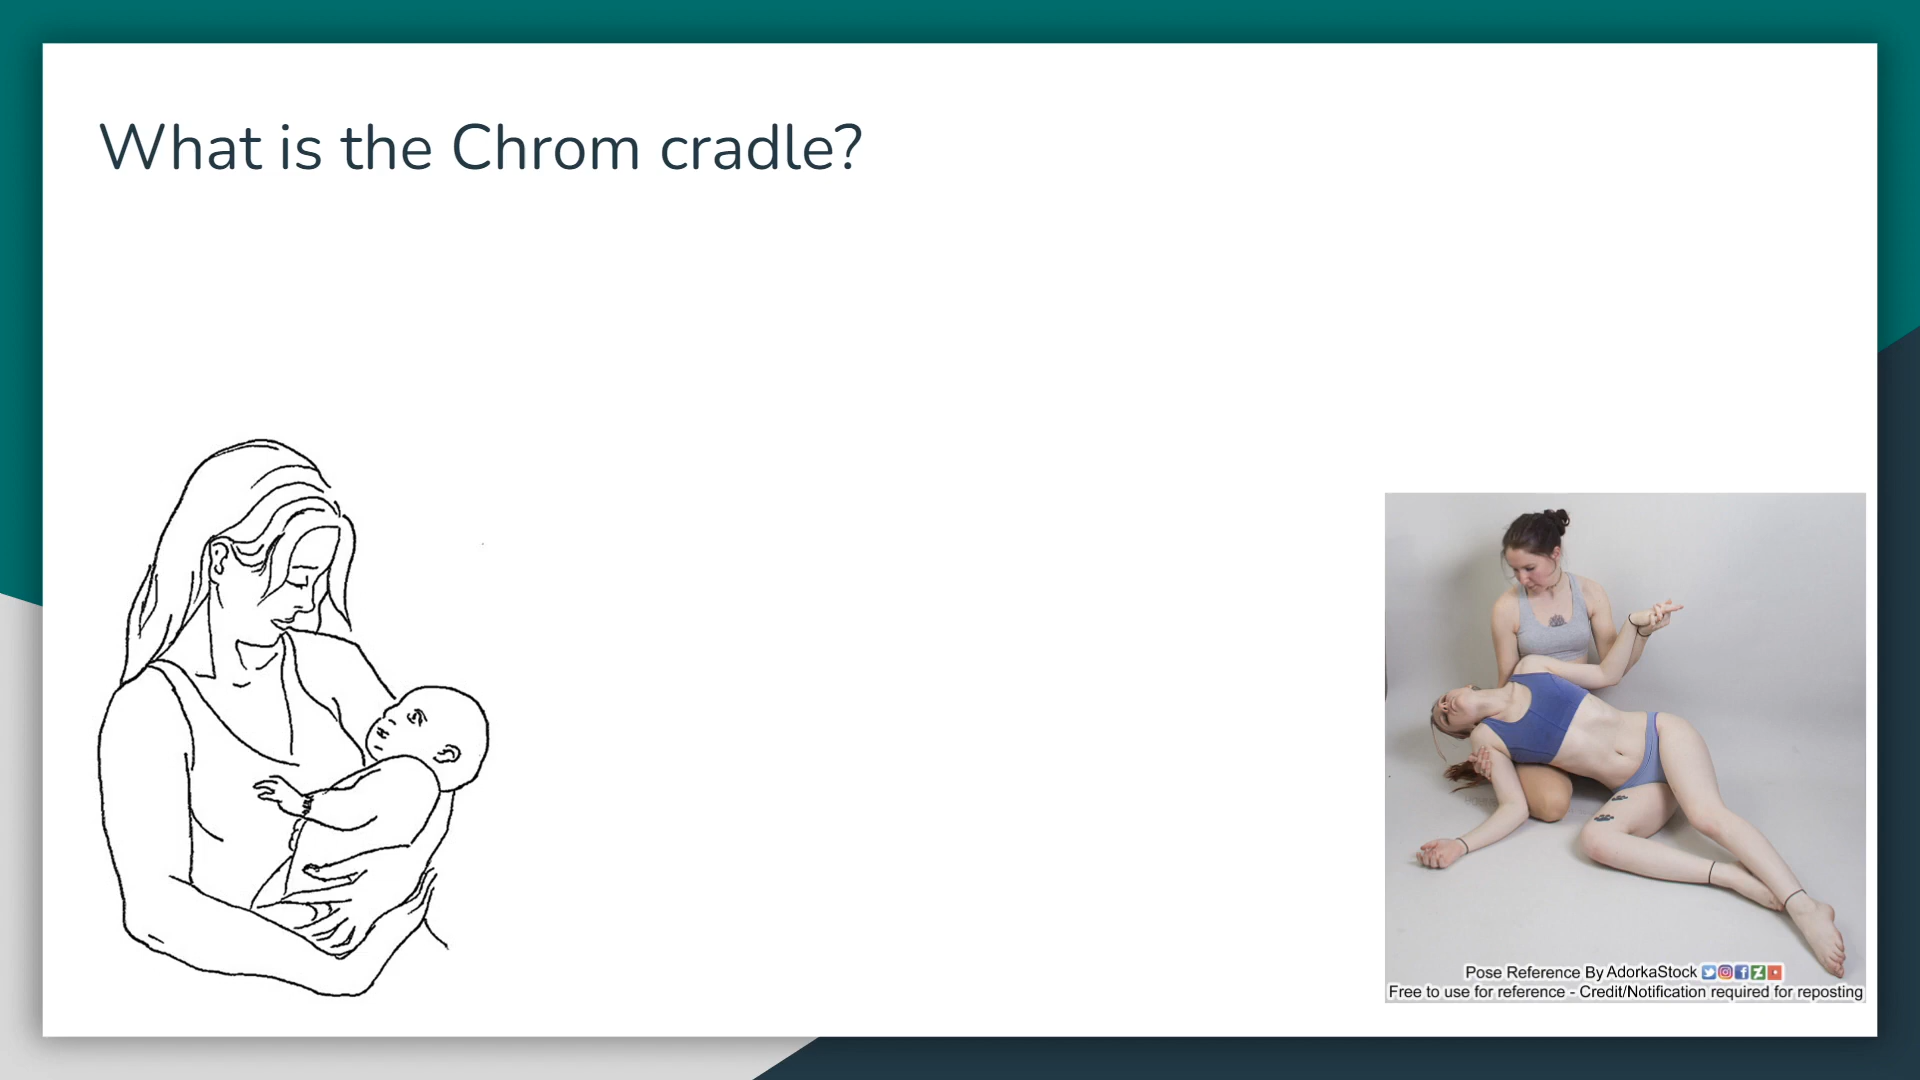 What is the Chrom cradle?
Pose Reference By AdorkaStock
Free to use for reference - Credit/Notification required for reposting